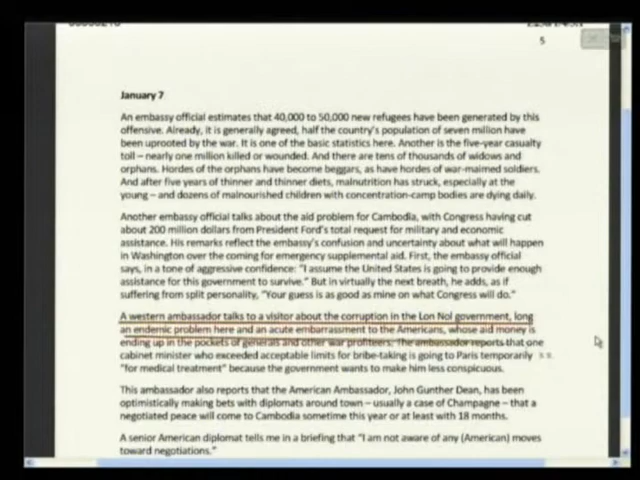 5
January 7
An embassy official estimates that 40,000 to 50,000 new refugees have been generated by this
offensive. Already, it is generally agreed, half the country's population of seven million have
been uprooted by the war. It is one of the basic statistics here. Another is the five-year casualty
toll – nearly one million killed or wounded. And there are tens of thousands of widows and
orphans. Hordes of the orphans have become beggars, as have hordes of war-maimed soldiers.
And after five years of thinner and thinner diets, malnutrition has struck, especially at the
young – and dozens of malnourished children with concentration-camp bodies are dying daily.
Another embassy official talks about the aid problem for Cambodia, with Congress having cut
about 200 million dollars from President Ford's total request for military and economic
assistance. His remarks reflect the embassy's confusion and uncertainty about what will happen
in Washington over the coming for emergency supplemental aid. First, the embassy official
says, in a tone of aggressive confidence: "I assume the United States is going to provide enough
assistance for this government to survive." But in virtually the next breath, he adds, as if
suffering from split personality, "Your guess is as good as mine on what Congress will do."
A western ambassador talks to a visitor about the corruption in the Lon Nol government, long
an endemic problem here and an acute embarrassment to the Americans, whose aid money is
ending up in the pockets of generals and other war profiteers. The ambassador reports that one
cabinet minister who exceeded acceptable limits for bribe-taking is going to Paris temporarily
"for medical treatment" because the government wants to make him less conspicuous.
This ambassador also reports that the American Ambassador, John Gunther Dean, has been
optimistically making bets with diplomats around town – usually a case of Champagne – that a
negotiated peace will come to Cambodia sometime this year or at least with 18 months.
A senior American diplomat tells me in a briefing that "I am not aware of any (American) moves
toward negotiations."